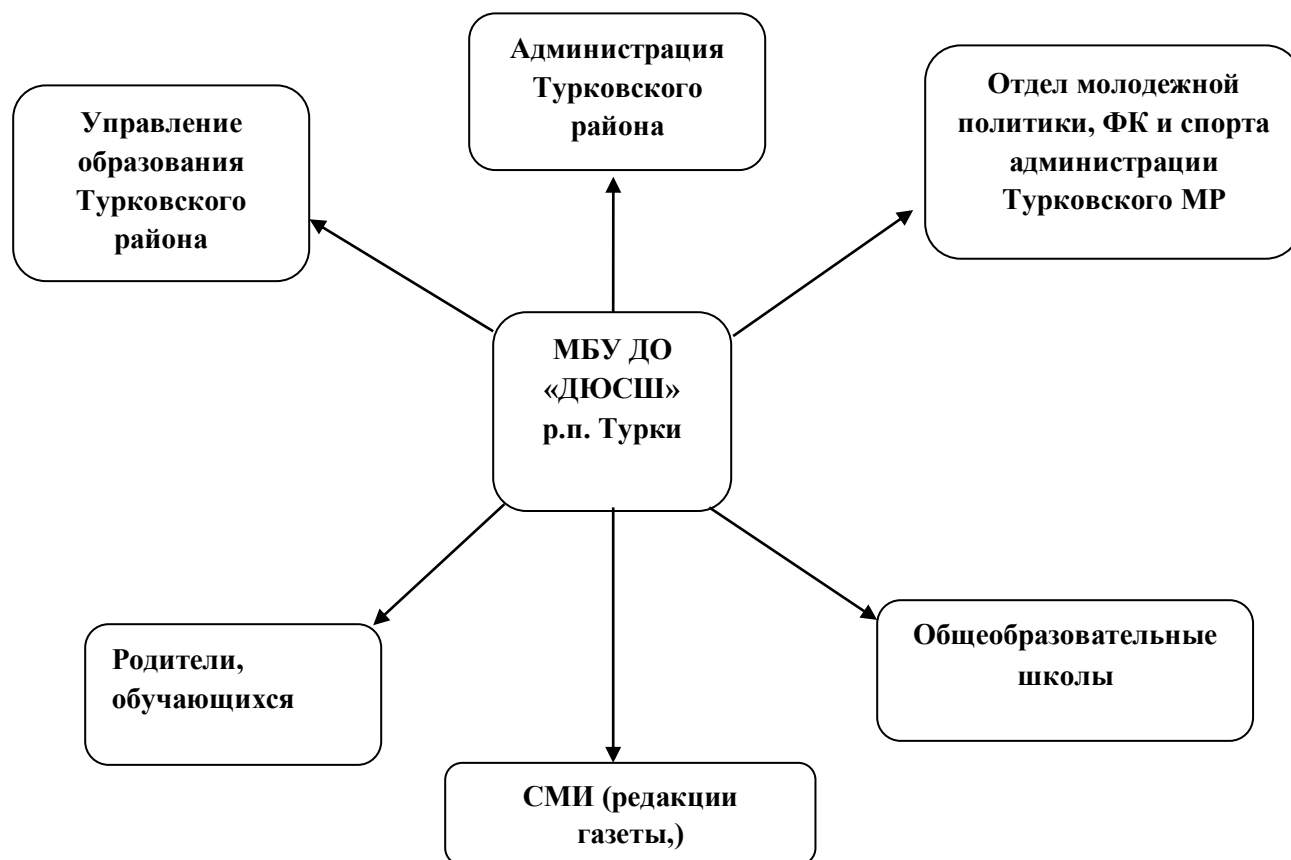 Администрация
Турковского
района
Управление
образования
Турковского
района
Отдел молодежной
политики, ФК и спорта
администрации
Турковского МР
МБУ ДО
«ДЮСШ»
р.п. Турки
Родители,
обучающихся
Общеобразовательные
школы
СМИ (редакции
газеты,)